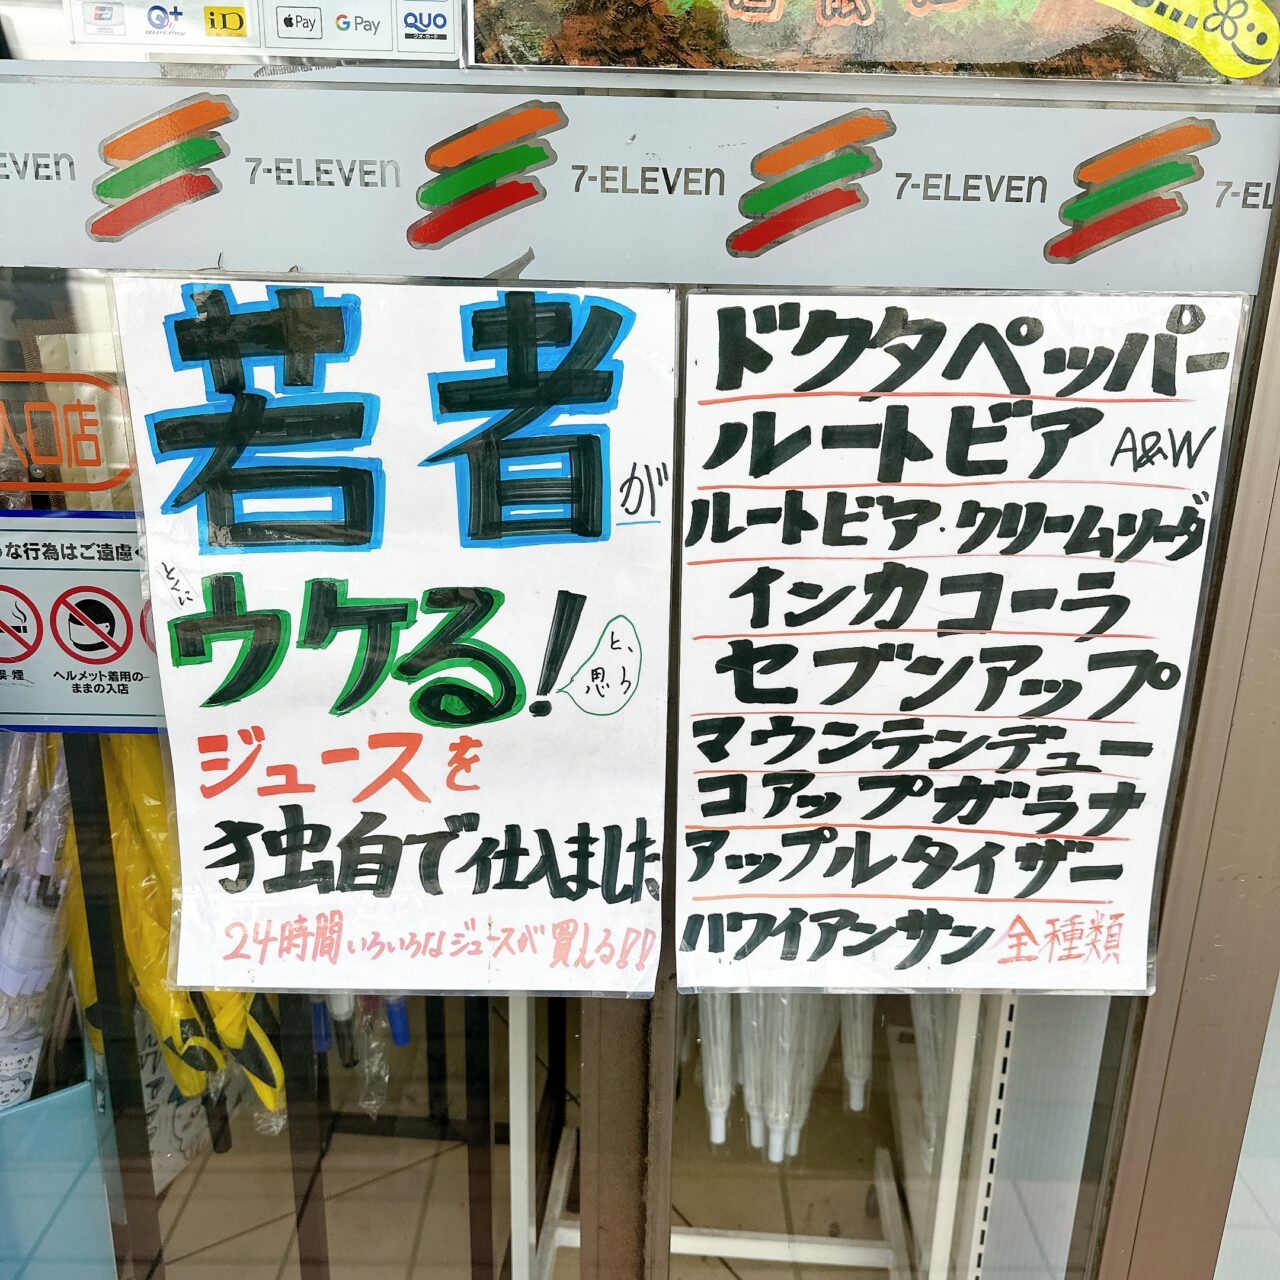 QUICPay
iD
Apple Pay
G Pay
QUO
クオ・カード
7-ELEVEN
7-ELEVEN
7-ELEVEN
若者が
とくに
ウケる!
と、
思う
ジュースを
独自で仕入ました
24時間いろいろなジュースが買える!!
ドクタペッパー
ルートビア A&W
ルートビア・クリームソーダ
インカコーラ
セブンアップ
マウンテンデュー
コアップガラナ
アップルタイザー
ハワイアンサン 全種類
な行為はご遠慮
ヘルメット着用の
ままの入店